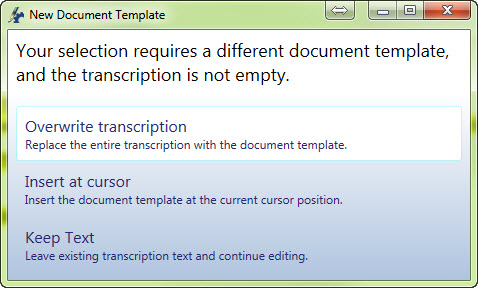 New Document Template
Your selection requires a different document template,
and the transcription is not empty.
Overwrite transcription
Replace the entire transcription with the document template.
Insert at cursor
Insert the document template at the current cursor position.
Keep Text
Leave existing transcription text and continue editing.